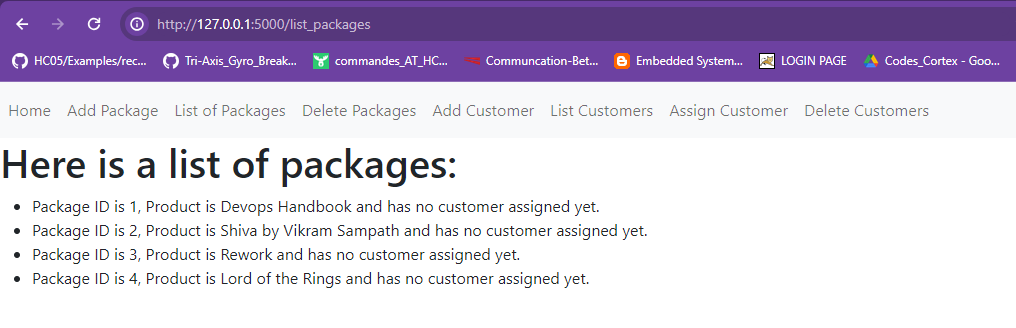 http://127.0.0.1:5000/list_packages
HC05/Examples/rec... Tri-Axis_Gyro_Break... commandes_AT_HC... Communcation-Bet... Embedded System... LOGIN PAGE Codes_Cortex - Goo...
Home Add Package List of Packages Delete Packages Add Customer List Customers Assign Customer Delete Customers
Here is a list of packages:
• Package ID is 1, Product is Devops Handbook and has no customer assigned yet.
• Package ID is 2, Product is Shiva by Vikram Sampath and has no customer assigned yet.
• Package ID is 3, Product is Rework and has no customer assigned yet.
• Package ID is 4, Product is Lord of the Rings and has no customer assigned yet.